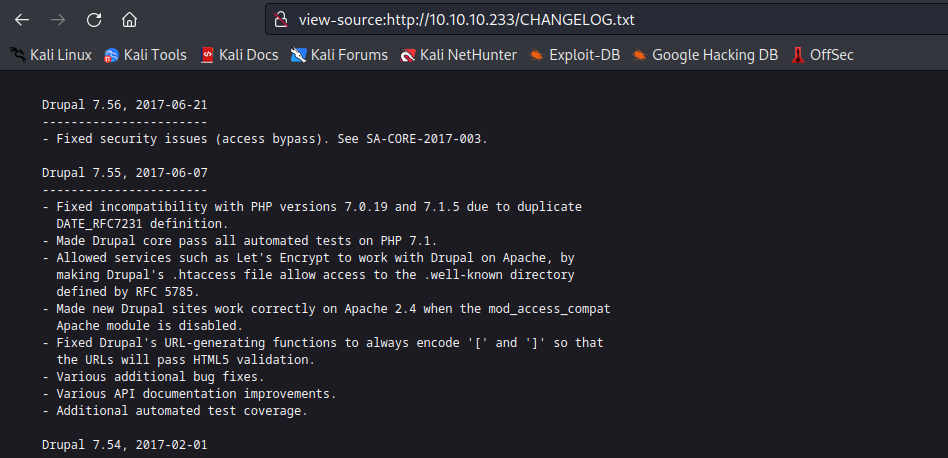 view-source:http://10.10.10.233/CHANGELOG.txt
Kali Linux Kali Tools Kali Docs Kali Forums Kali NetHunter Exploit-DB Google Hacking DB OffSec
Drupal 7.56, 2017-06-21
-----------------------
- Fixed security issues (access bypass). See SA-CORE-2017-003.
Drupal 7.55, 2017-06-07
-----------------------
- Fixed incompatibility with PHP versions 7.0.19 and 7.1.5 due to duplicate
DATE_RFC7231 definition.
- Made Drupal core pass all automated tests on PHP 7.1.
- Allowed services such as Let's Encrypt to work with Drupal on Apache, by
making Drupal's .htaccess file allow access to the .well-known directory
defined by RFC 5785.
- Made new Drupal sites work correctly on Apache 2.4 when the mod_access_compat
Apache module is disabled.
- Fixed Drupal's URL-generating functions to always encode '[' and ']' so that
the URLs will pass HTML5 validation.
- Various additional bug fixes.
- Various API documentation improvements.
- Additional automated test coverage.
Drupal 7.54, 2017-02-01